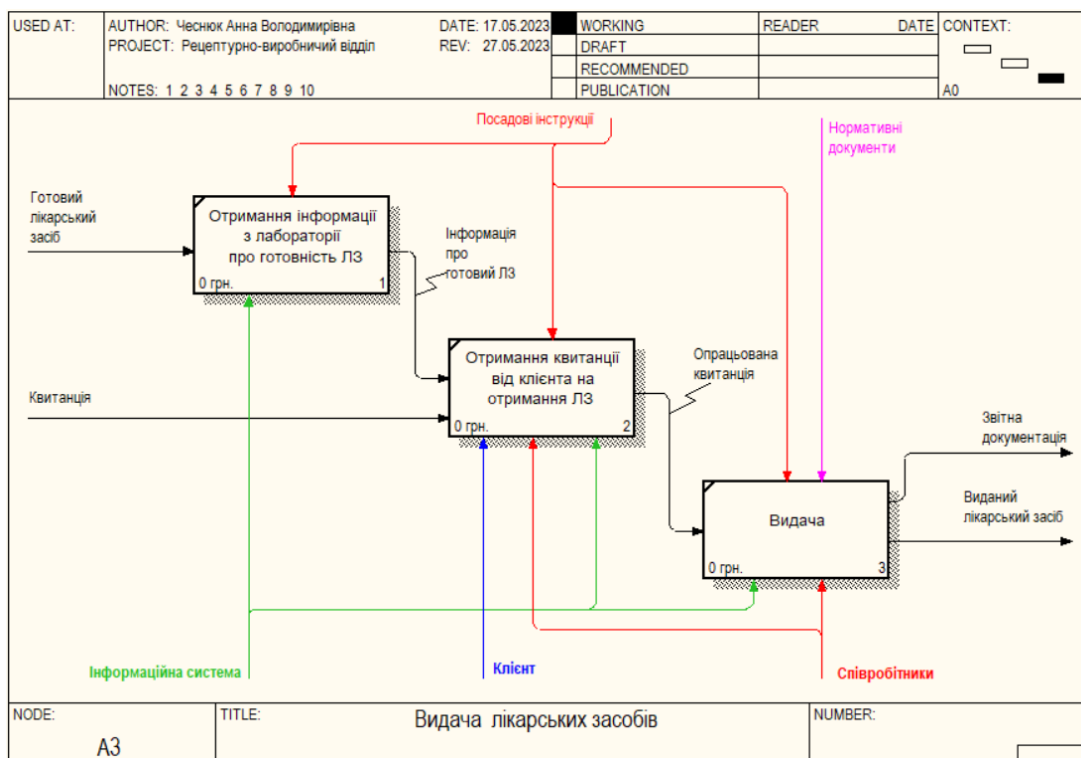 USED AT:
AUTHOR: Чеснюк Анна Володимирівна
DATE: 17.05.2023
WORKING
READER
DATE
CONTEXT:
PROJECT: Рецептурно-виробничий відділ
REV: 27.05.2023
DRAFT
RECOMMENDED
NOTES: 1 2 3 4 5 6 7 8 9 10
PUBLICATION
A0
Посадові інструкції
Нормативні
документи
Готовий
лікарський
засіб
Отримання інформації
з лабораторії
про готовність ЛЗ
0 грн.
1
Інформація
про
готовий ЛЗ
Квитанція
Отримання квитанції
від клієнта на
отримання ЛЗ
0 грн.
2
Опрацьована
квитанція
Звітна
документація
Видача
0 грн.
3
Виданий
лікарський засіб
Інформаційна система
Клієнт
Співробітники
NODE:
TITLE:
Видача лікарських засобів
NUMBER:
A3